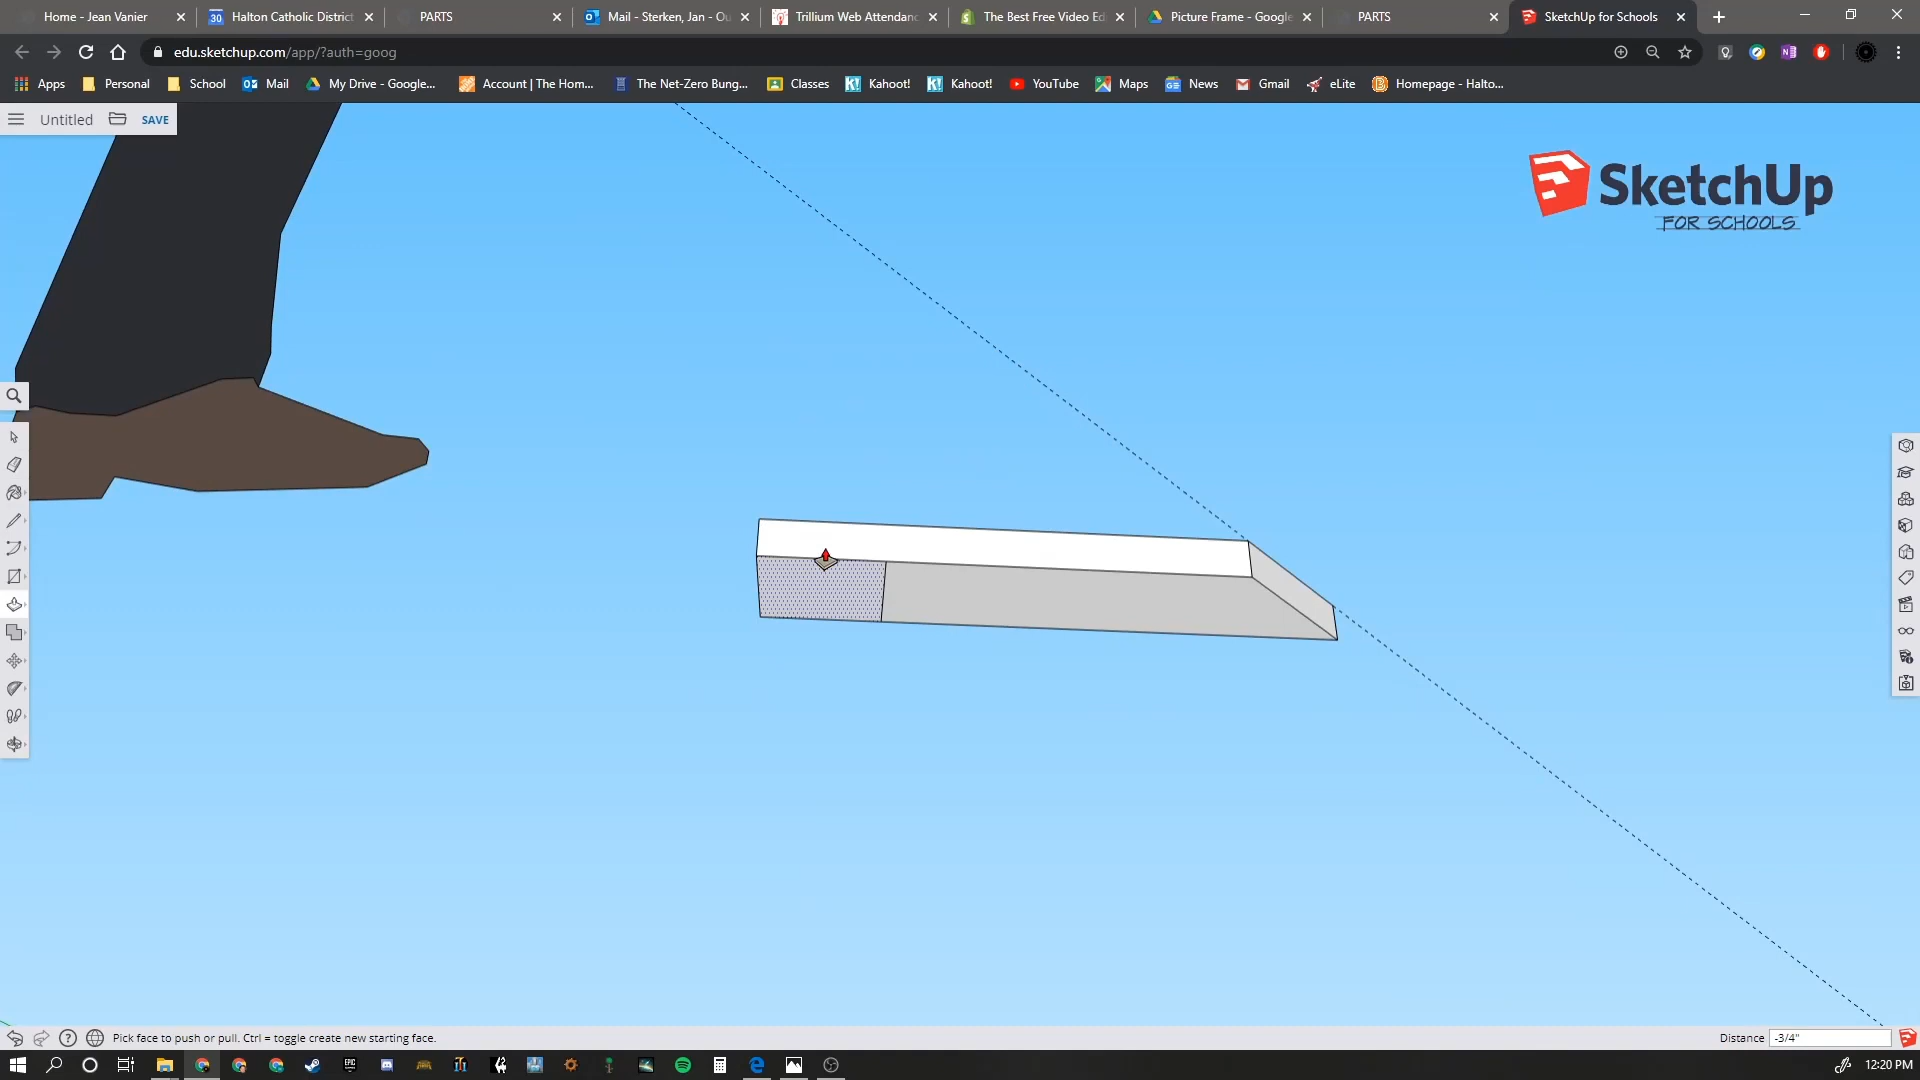 Home - Jean Vanier
Halton Catholic District
PARTS
Mail - Sterken, Jan - Ou
Trillium Web Attendanc
The Best Free Video Ed
Picture Frame - Google
PARTS
SketchUp for Schools
edu.sketchup.com/app/?auth=goog
Apps
Personal
School
Mail
My Drive - Google...
Account | The Hom...
The Net-Zero Bung...
Classes
Kahoot!
Kahoot!
YouTube
Maps
News
Gmail
eLite
Homepage - Halto...
Untitled
SAVE
SketchUp
FOR SCHOOLS
Pick face to push or pull. Ctrl = toggle create new starting face.
Distance
-3/4"
12:20 PM